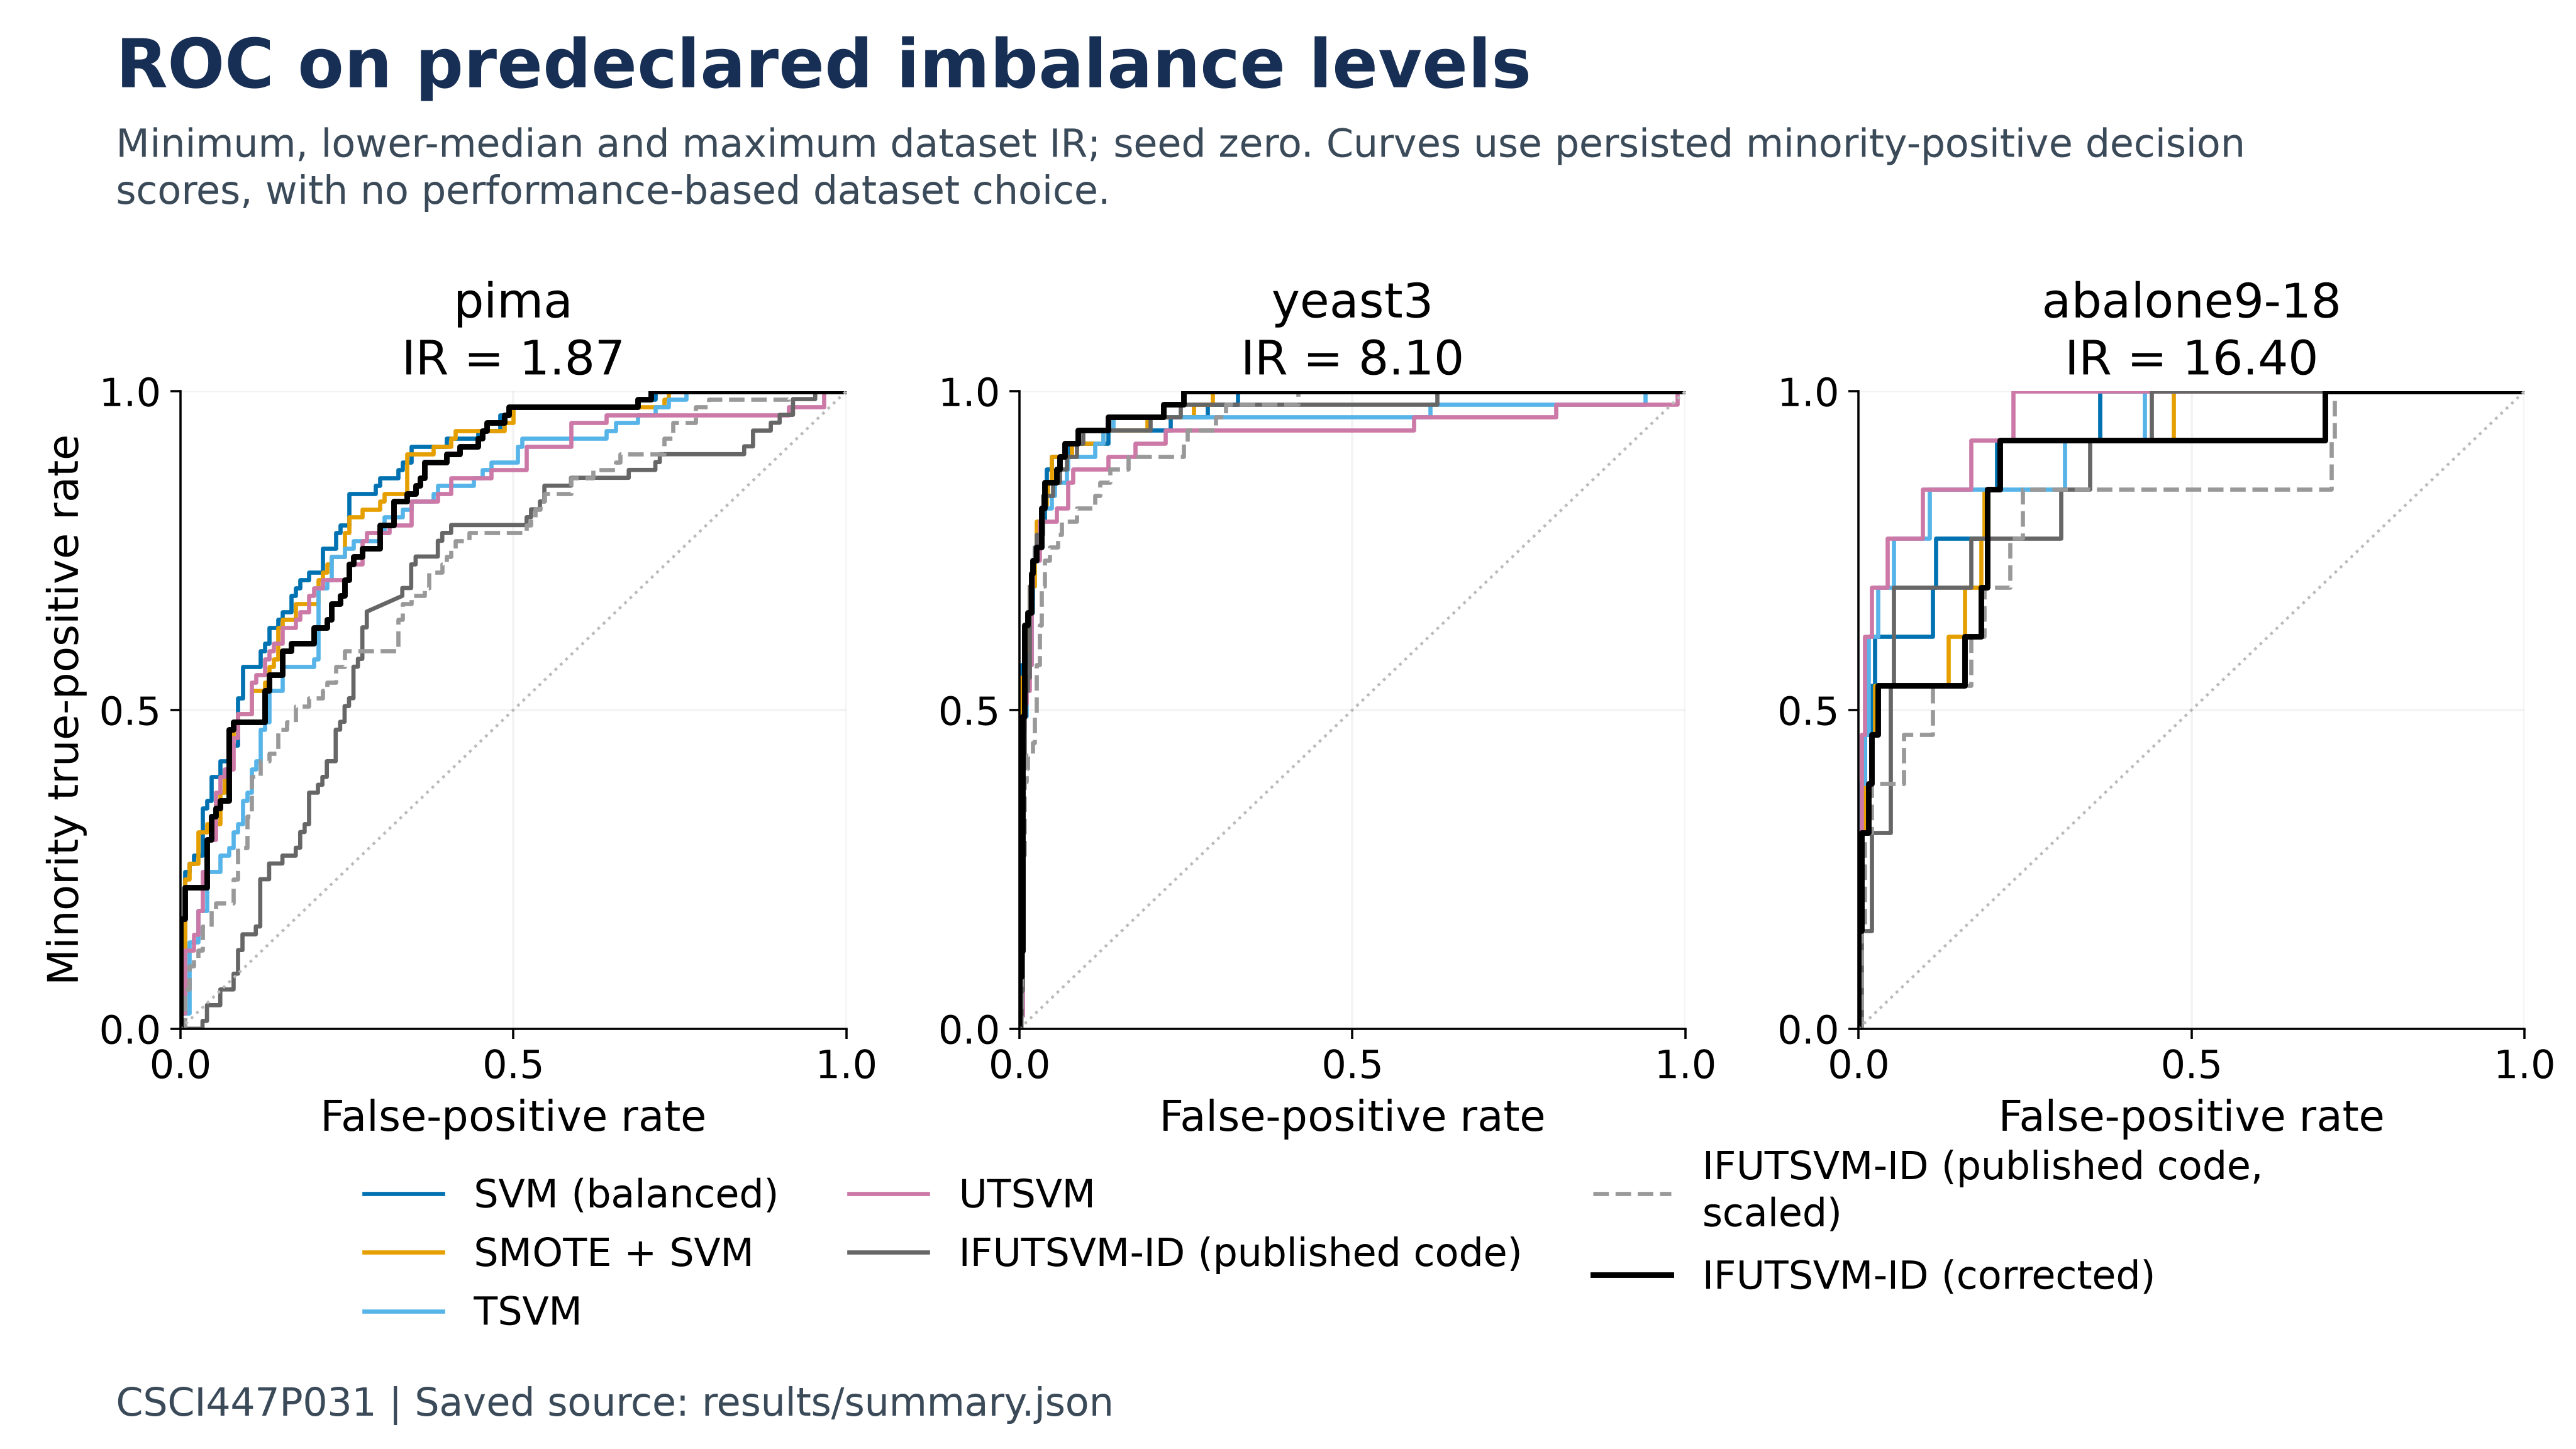 ROC on predeclared imbalance levels
Minimum, lower-median and maximum dataset IR; seed zero. Curves use persisted minority-positive decision
scores, with no performance-based dataset choice.
pima
IR = 1.87
yeast3
IR = 8.10
abalone9-18
IR = 16.40
Minority true-positive rate
1.0
0.5
0.0
0.0 0.5 1.0
False-positive rate
1.0
0.5
0.0
0.0 0.5 1.0
False-positive rate
1.0
0.5
0.0
0.0 0.5 1.0
False-positive rate
SVM (balanced)
SMOTE + SVM
TSVM
UTSVM
IFUTSVM-ID (published code)
IFUTSVM-ID (published code,
scaled)
IFUTSVM-ID (corrected)
CSCI447P031 | Saved source: results/summary.json